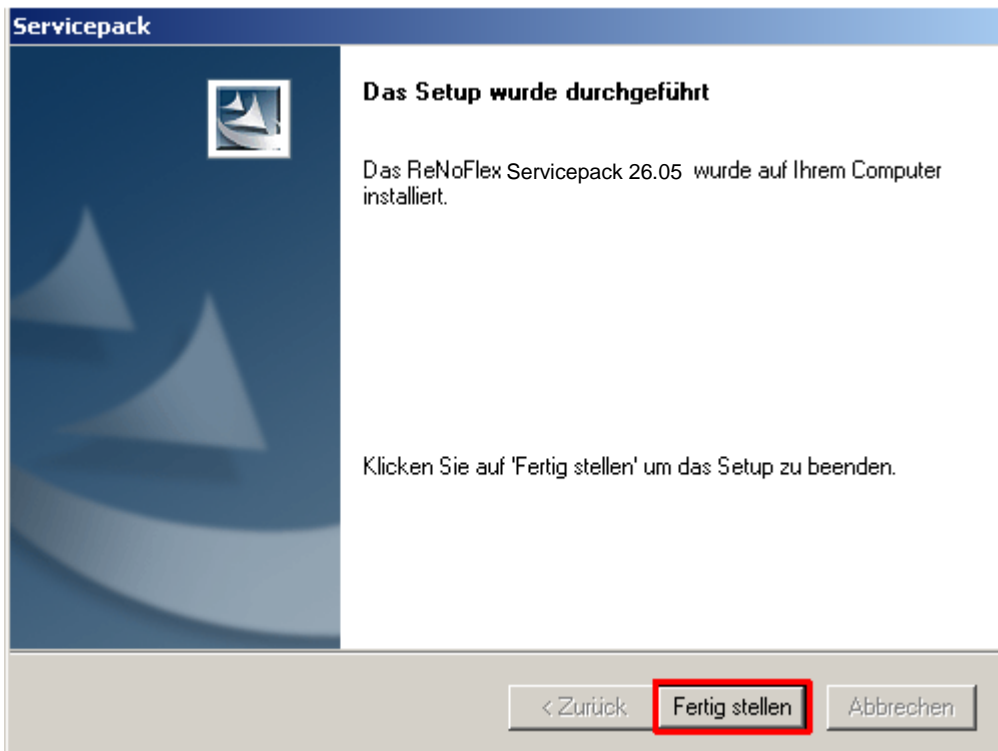 Servicepack
Das Setup wurde durchgeführt
Das ReNoFlex Servicepack 26.05 wurde auf Ihrem Computer
installiert.
Klicken Sie auf 'Fertig stellen' um das Setup zu beenden.
< Zurück Fertig stellen Abbrechen